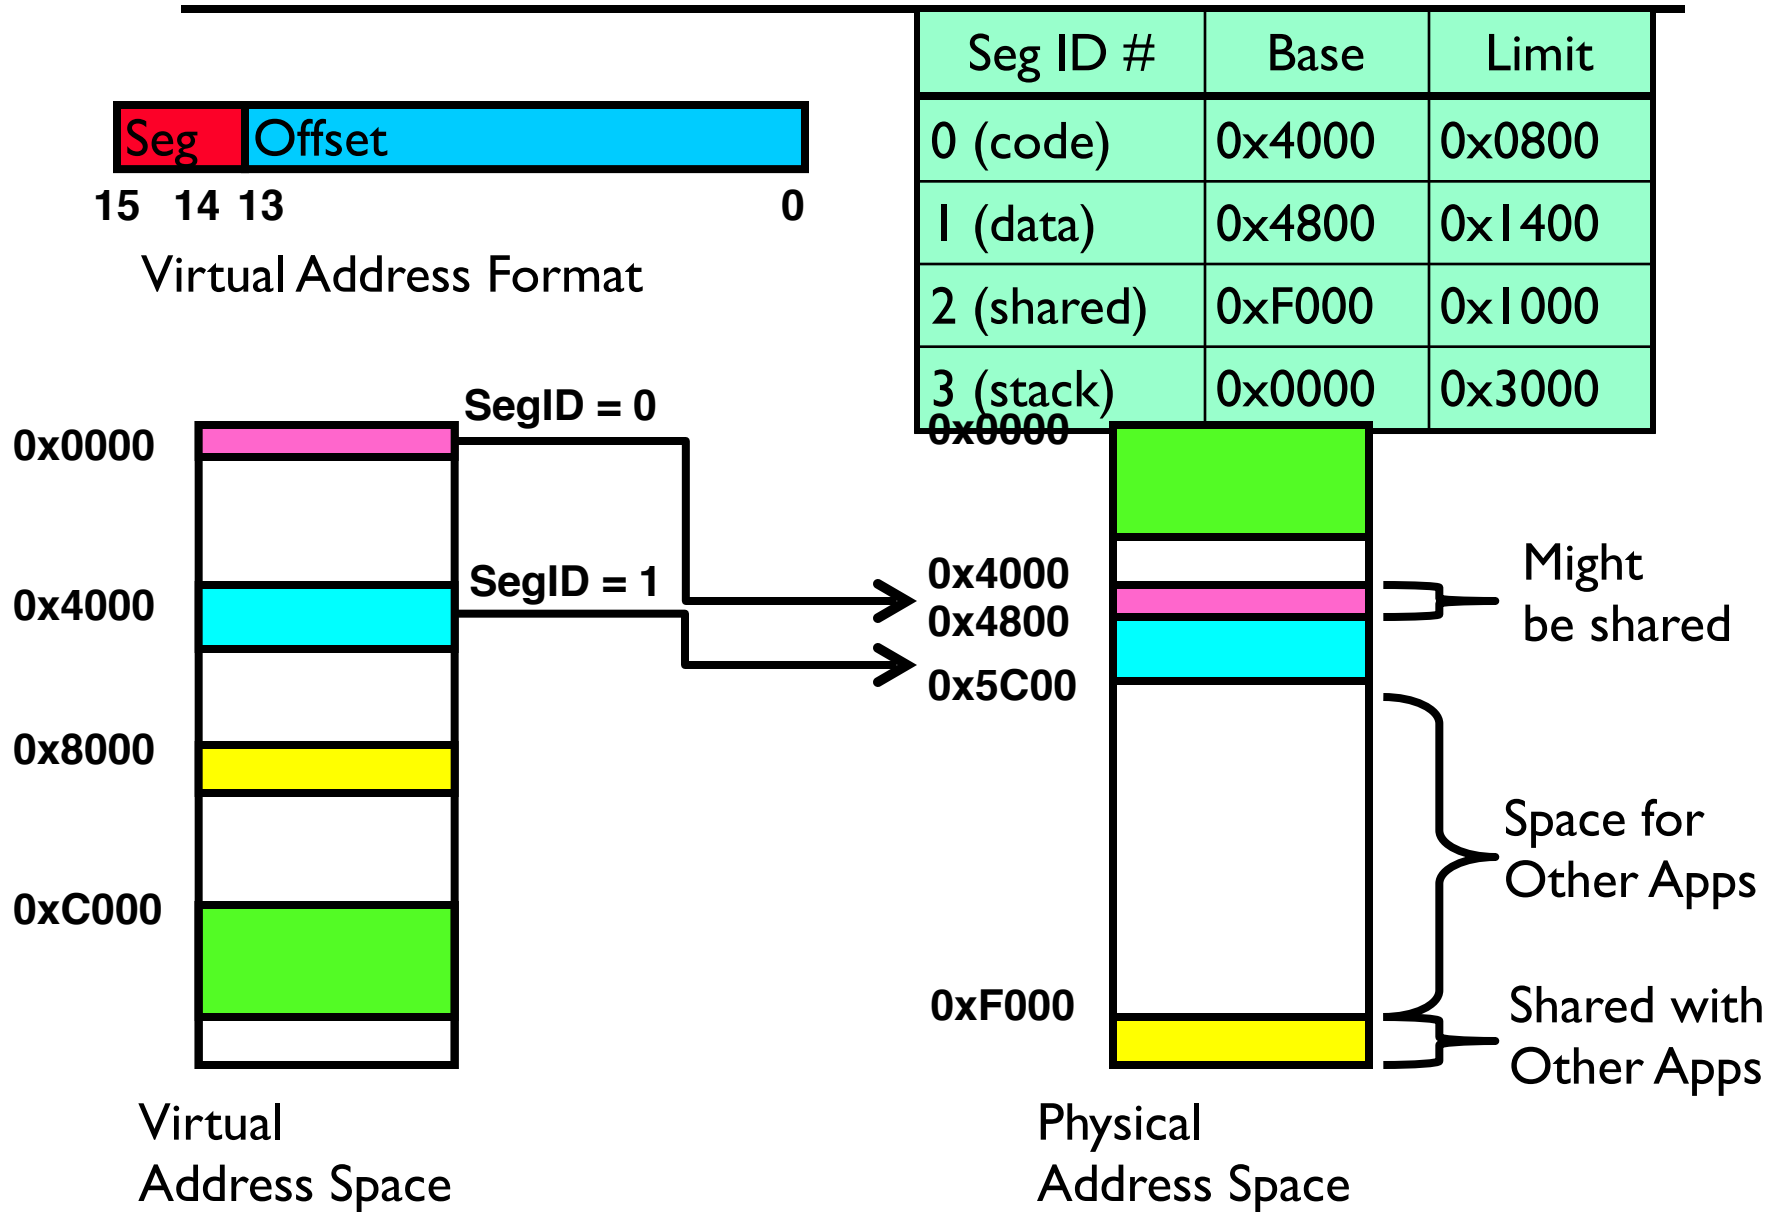 Seg ID # Base Limit
0 (code) 0x4000 0x0800
1 (data) 0x4800 0x1400
2 (shared) 0xF000 0x1000
3 (stack) 0x0000 0x3000
Seg Offset
15 14 13 0
Virtual Address Format
SegID = 0
SegID = 1
0x0000
0x4000
0x8000
0xC000
Virtual
Address Space
0x0000
0x4000
0x4800
0x5C00
0xF000
Might
be shared
Space for
Other Apps
Shared with
Other Apps
Physical
Address Space